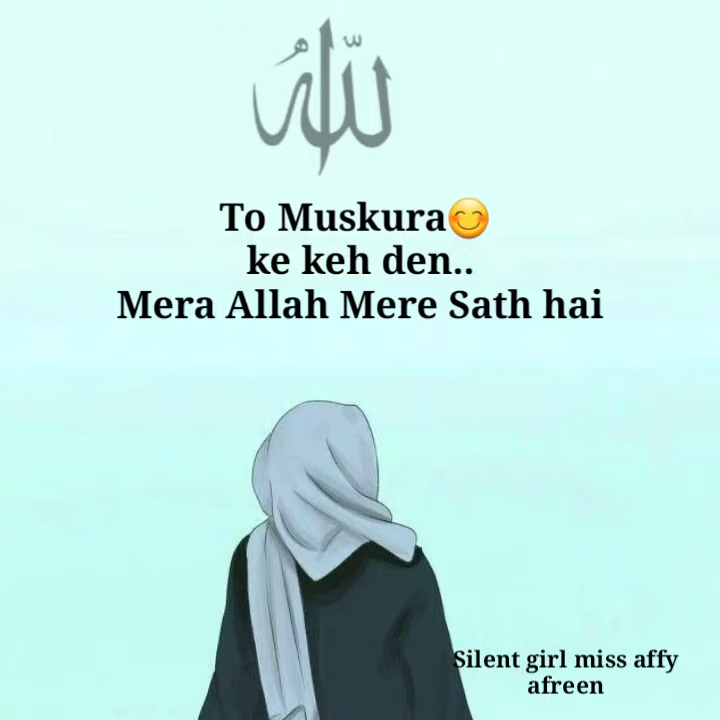 الله
To Muskura😊
ke keh den..
Mera Allah Mere Sath hai
Silent girl miss affy
afreen